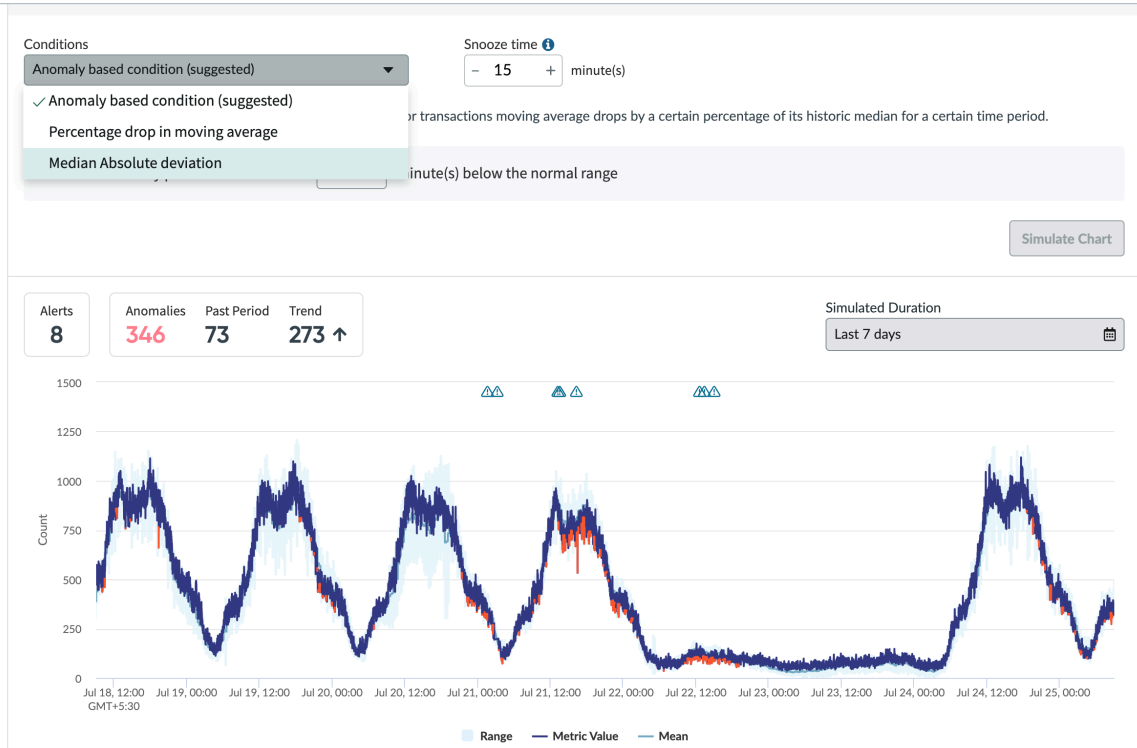 Conditions
Snooze time
Anomaly based condition (suggested)
− 15 + minute(s)
Anomaly based condition (suggested)
Percentage drop in moving average
or transactions moving average drops by a certain percentage of its historic median for a certain time period.
Median Absolute deviation
minute(s) below the normal range
Simulate Chart
Alerts
8
Anomalies Past Period Trend
346 73 273 ↑
Simulated Duration
Last 7 days
1500
1250
1000
750
500
250
0
Count
Jul 18, 12:00 Jul 19, 00:00 Jul 19, 12:00 Jul 20, 00:00 Jul 20, 12:00 Jul 21, 00:00 Jul 21, 12:00 Jul 22, 00:00 Jul 22, 12:00 Jul 23, 00:00 Jul 23, 12:00 Jul 24, 00:00 Jul 24, 12:00 Jul 25, 00:00
GMT+5:30
Range Metric Value Mean